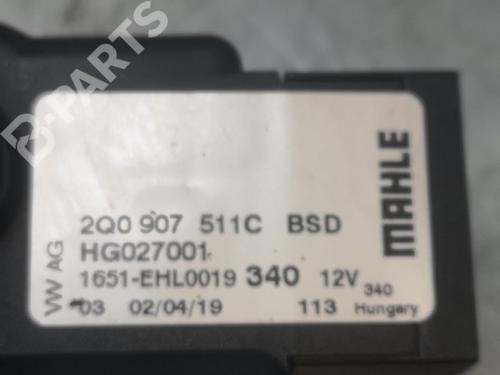 B-PARTS
VW AG
2Q0 907 511C BSD
HG027001
1651-EHL0019 340 12V 340
03 02/04/19 113 Hungary
MAHLE